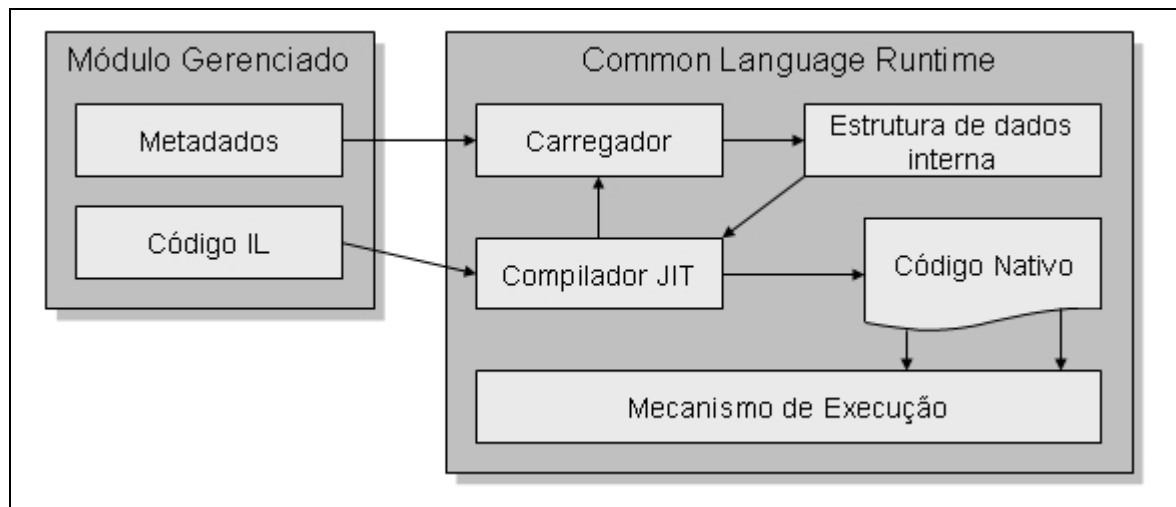 Módulo Gerenciado
Metadados
Código IL
Common Language Runtime
Carregador
Estrutura de dados
interna
Compilador JIT
Código Nativo
Mecanismo de Execução